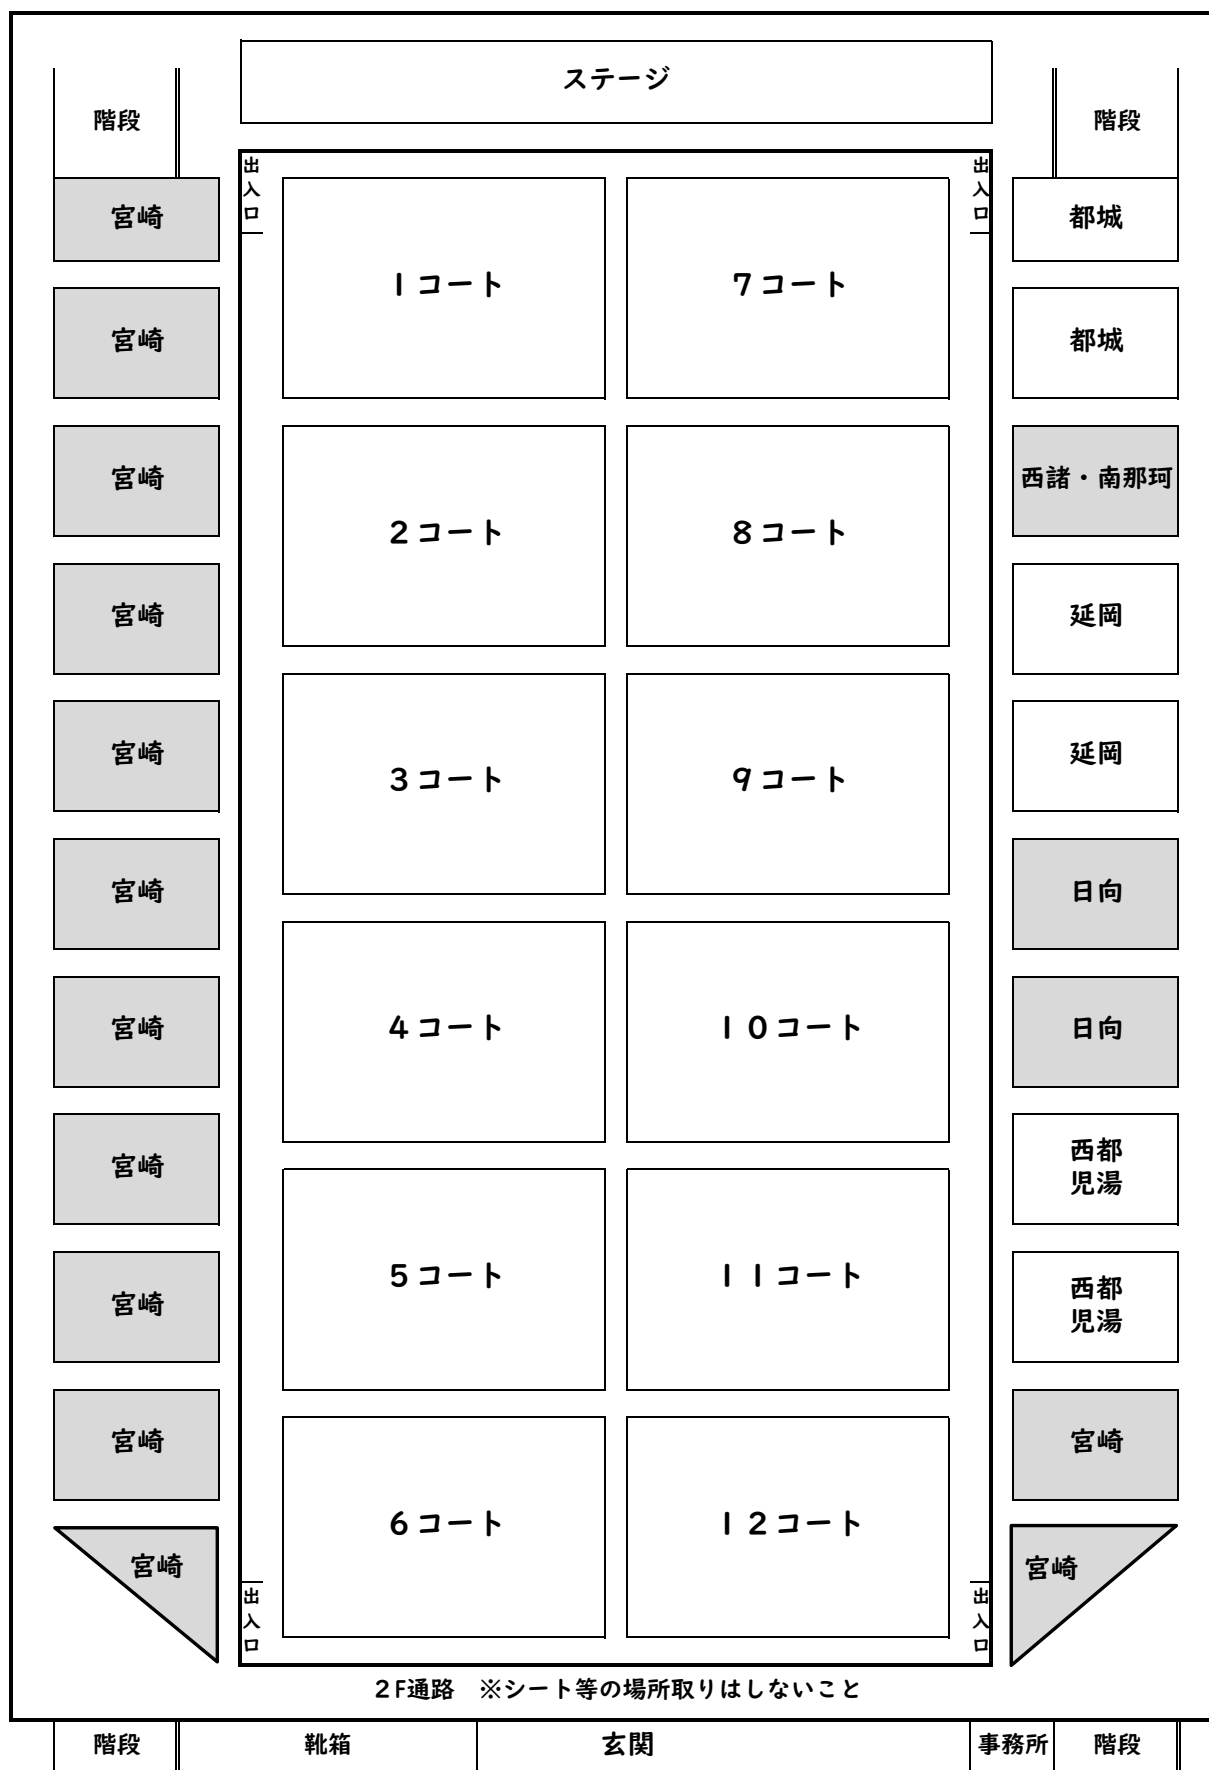 ステージ
階段
階段
出入口
出入口
宮崎
1コート
7コート
都城
宮崎
都城
宮崎
2コート
8コート
西諸・南那珂
宮崎
延岡
宮崎
3コート
9コート
延岡
宮崎
日向
宮崎
4コート
10コート
日向
宮崎
西都
児湯
宮崎
5コート
11コート
西都
児湯
宮崎
宮崎
6コート
12コート
宮崎
宮崎
出入口
出入口
2F通路 ※シート等の場所取りはしないこと
階段
靴箱
玄関
事務所
階段